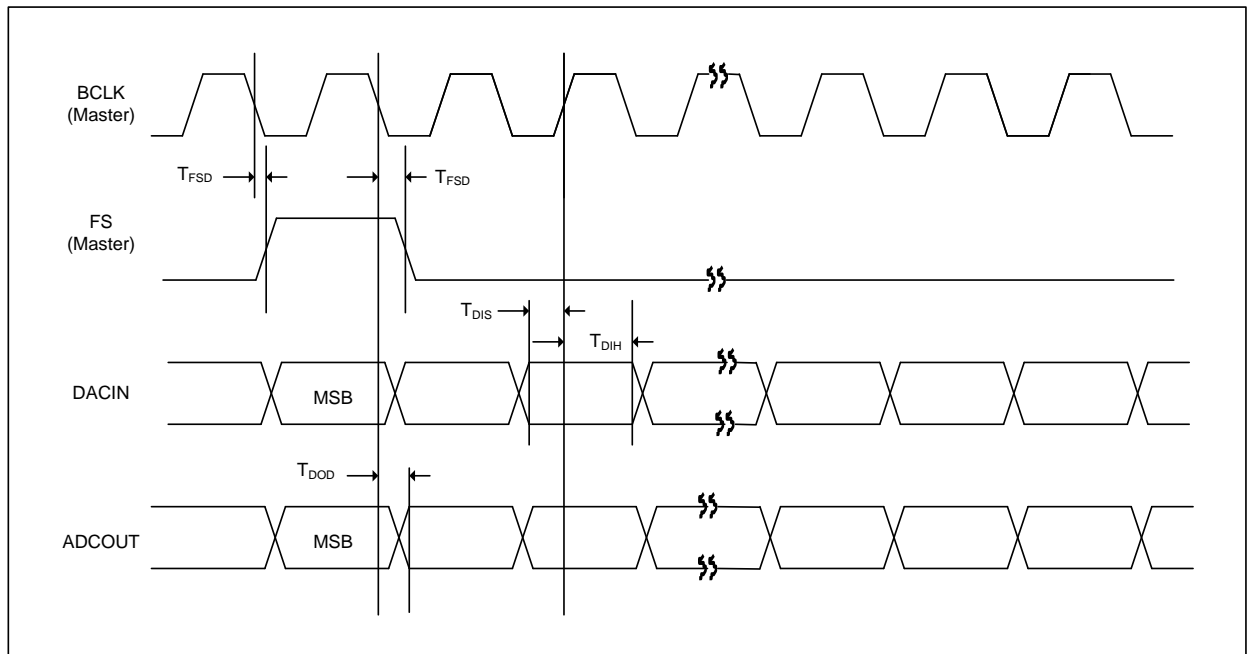 BCLK
(Master)
TFSD
TFSD
FS
(Master)
TDIS
TDIH
DACIN
MSB
TDOD
ADCOUT
MSB